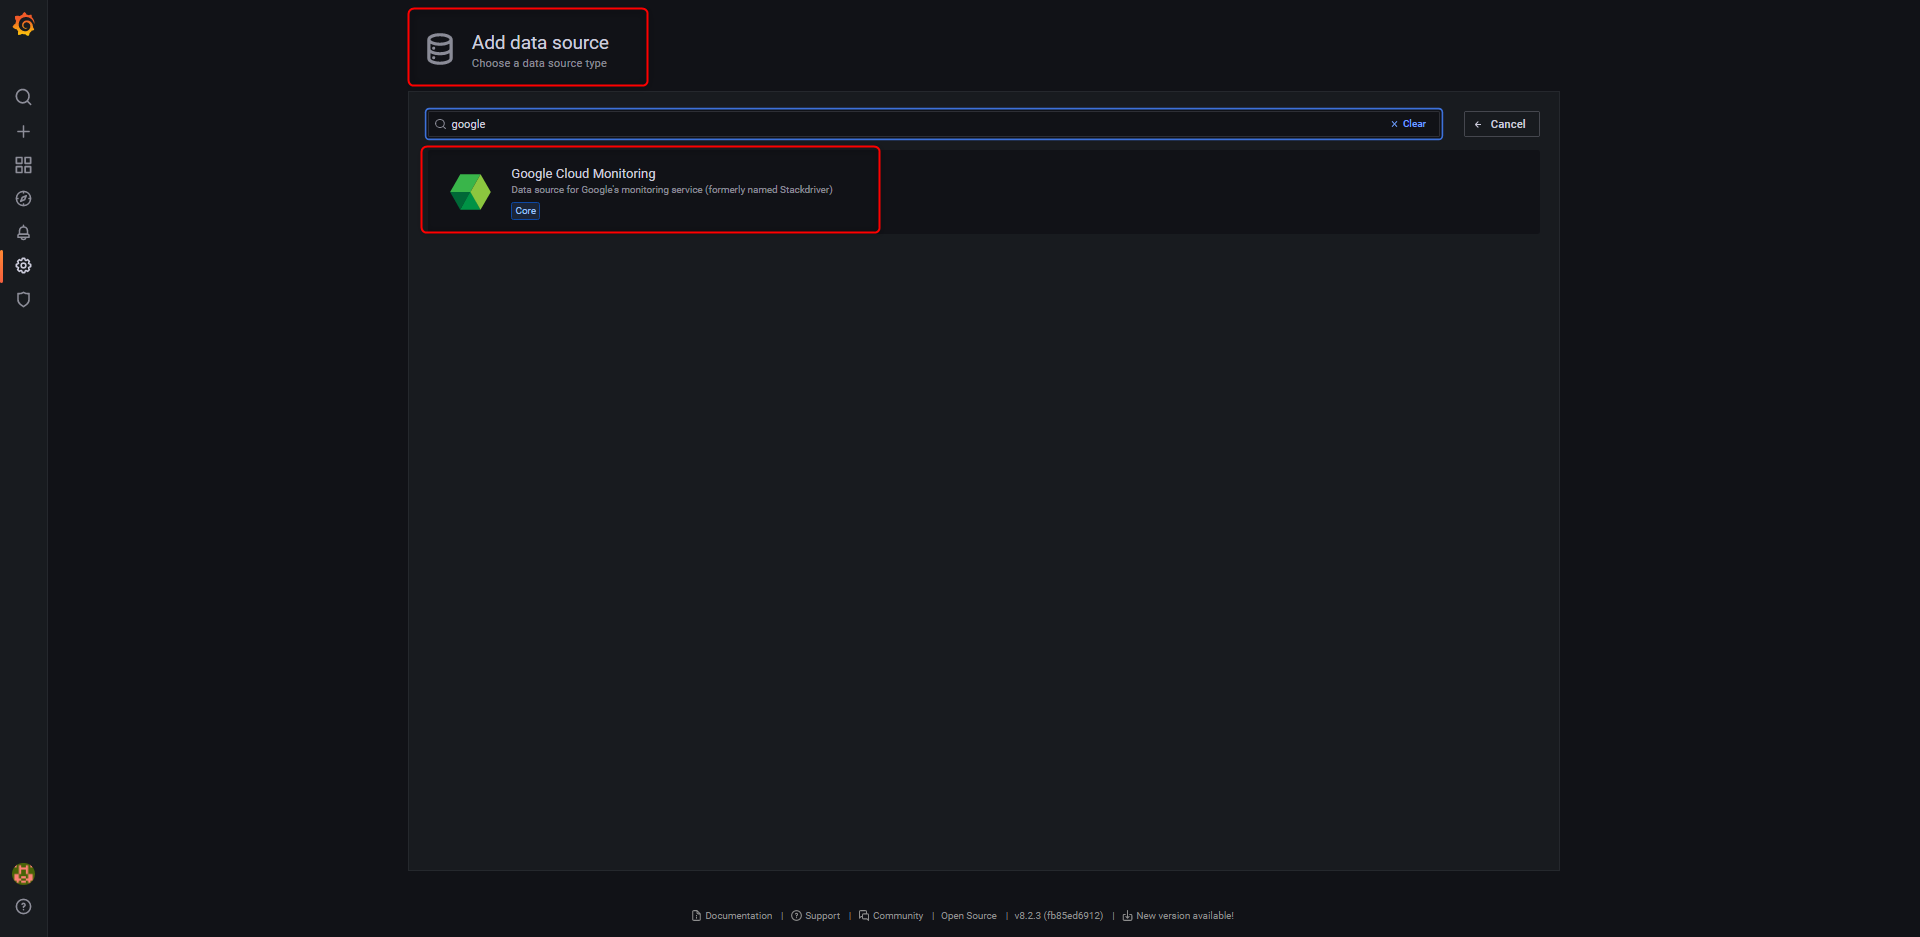 Add data source
Choose a data source type
google
Clear
Cancel
Google Cloud Monitoring
Data source for Google's monitoring service (formerly named Stackdriver)
Core
Documentation | Support | Community | Open Source | v8.2.3 (fb85ed6912) | New version available!